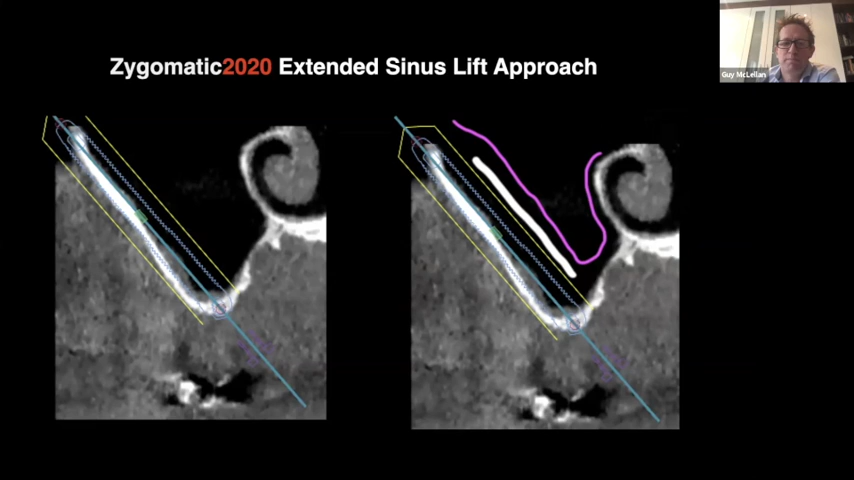 Zygomatic2020 Extended Sinus Lift Approach
Guy McLellan